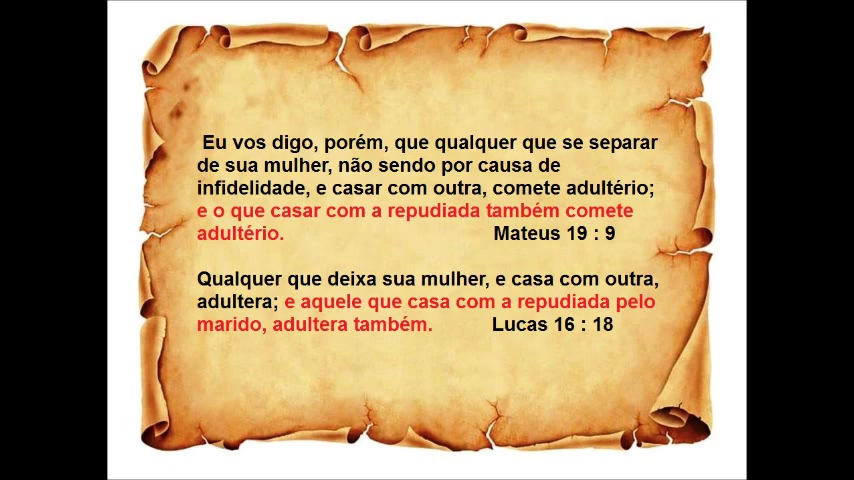 Eu vos digo, porém, que qualquer que se separar
de sua mulher, não sendo por causa de
infidelidade, e casar com outra, comete adultério;
e o que casar com a repudiada também comete
adultério. Mateus 19 : 9
Qualquer que deixa sua mulher, e casa com outra,
adultera; e aquele que casa com a repudiada pelo
marido, adultera também. Lucas 16 : 18